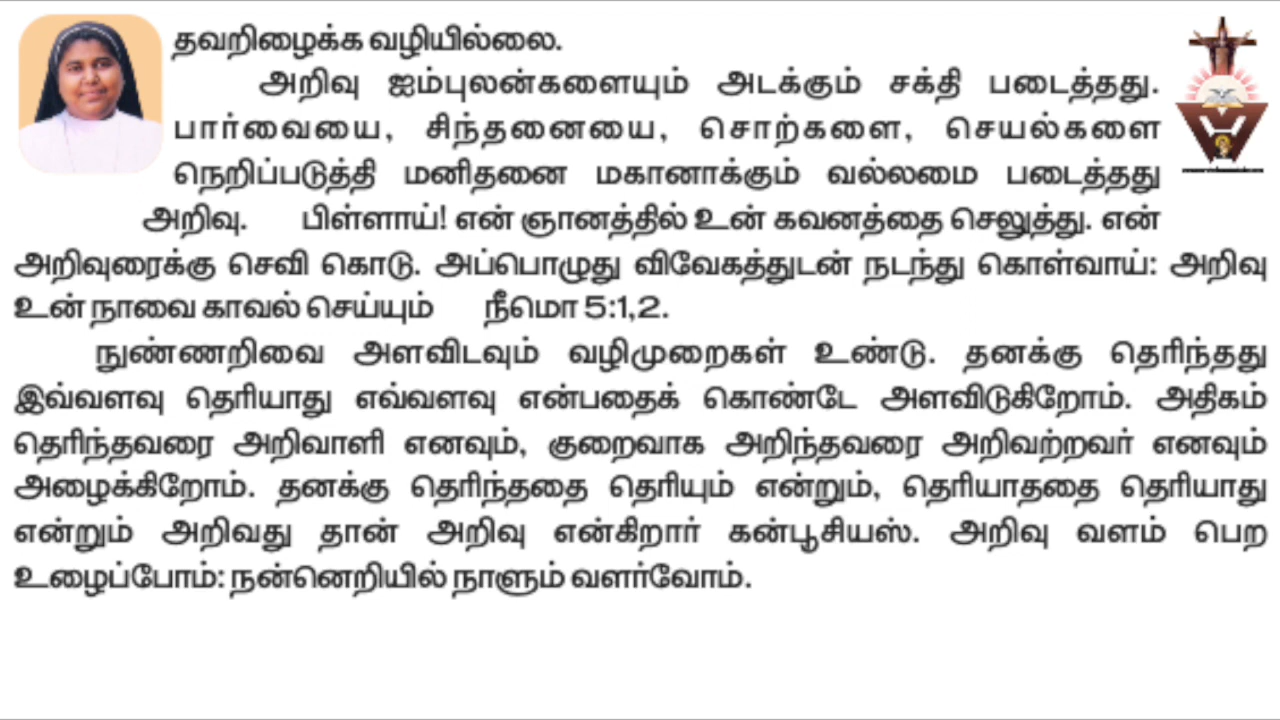 தவறிழைக்க வழியில்லை.
அறிவு ஐம்புலன்களையும் அடக்கும் சக்தி படைத்தது.
பார்வையை, சிந்தனையை, சொற்களை, செயல்களை
நெறிப்படுத்தி மனிதனை மகானாக்கும் வல்லமை படைத்தது
அறிவு. பிள்ளாய்! என் ஞானத்தில் உன் கவனத்தை செலுத்து. என்
அறிவுரைக்கு செவி கொடு. அப்பொழுது விவேகத்துடன் நடந்து கொள்வாய்: அறிவு
உன் நாவை காவல் செய்யும் நீமொ 5:1,2.
நுண்ணறிவை அளவிடவும் வழிமுறைகள் உண்டு. தனக்கு தெரிந்தது
இவ்வளவு தெரியாது எவ்வளவு என்பதைக் கொண்டே அளவிடுகிறோம். அதிகம்
தெரிந்தவரை அறிவாளி எனவும், குறைவாக அறிந்தவரை அறிவற்றவர் எனவும்
அழைக்கிறோம். தனக்கு தெரிந்ததை தெரியும் என்றும், தெரியாததை தெரியாது
என்றும் அறிவது தான் அறிவு என்கிறார் கன்பூசியஸ். அறிவு வளம் பெற
உழைப்போம்: நன்னெறியில் நாளும் வளர்வோம்.